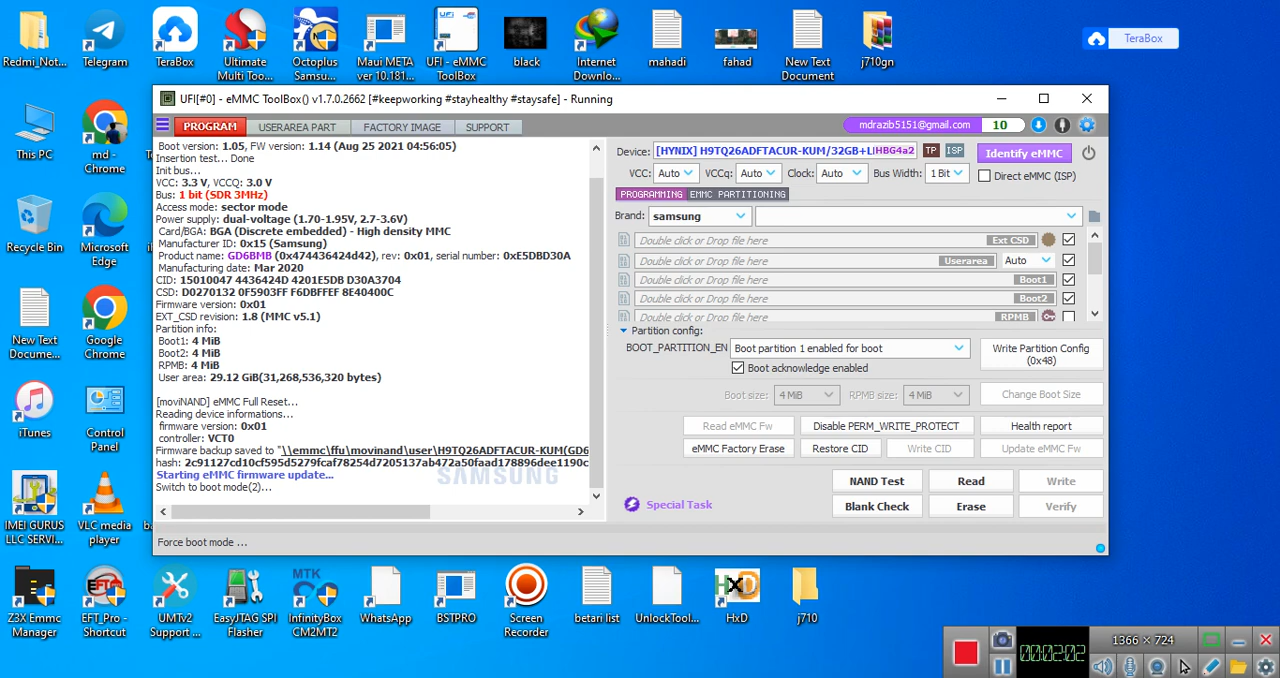 Redmi_Not...
Telegram
TeraBox
Ultimate Multi Too...
Octoplus Samsu...
Maui META ver 10.181...
UFI - eMMC ToolBox
black
Internet Downlo...
mahadi
fahad
New Text Document
j710gn
TeraBox
This PC
md - Chrome
Recycle Bin
Microsoft Edge
New Text Docume...
Google Chrome
iTunes
Control Panel
IMEI GURUS LLC SERVI...
VLC media player
UFI[#0] - eMMC ToolBox() v1.7.0.2662 [#keepworking #stayhealthy #staysafe] - Running
PROGRAM
USERAREA PART
FACTORY IMAGE
SUPPORT
mdrazib5151@gmail.com
10
Boot version: 1.05, FW version: 1.14 (Aug 25 2021 04:56:05)
Insertion test... Done
Init bus...
VCC: 3.3 V, VCCQ: 3.0 V
Bus: 1 bit (SDR 3MHz)
Access mode: sector mode
Power supply: dual-voltage (1.70-1.95V, 2.7-3.6V)
Card/BGA: BGA (Discrete embedded) - High density MMC
Manufacturer ID: 0x15 (Samsung)
Product name: GD6BMB (0x474436424d42), rev: 0x01, serial number: 0xE5DBD30A
Manufacturing date: Mar 2020
CID: 15010047 4436424D 4201E5DB D30A3704
CSD: D0270132 0F5903FF F6DBFFEF 8E40400C
Firmware version: 0x01
EXT_CSD revision: 1.8 (MMC v5.1)
Partition info:
Boot1: 4 MiB
Boot2: 4 MiB
RPMB: 4 MiB
User area: 29.12 GiB(31,268,536,320 bytes)
[moviNAND] eMMC Full Reset...
Reading device informations...
firmware version: 0x01
controller: VCT0
Firmware backup saved to "\\emmc\ffu\movinand\user\H9TQ26ADFTACUR-KUM(GD6
hash: 2c91127cd10cf595d5279fcaf78254d7205137ab472a50faad178896dee1190c
Starting eMMC firmware update...
SAMSUNG
Switch to boot mode(2)...
Force boot mode ...
Device: [HYNIX] H9TQ26ADFTACUR-KUM/32GB+LI HBG4a2 TP ISP
Identify eMMC
VCC: Auto VCCq: Auto Clock: Auto Bus Width: 1 Bit
Direct eMMC (ISP)
PROGRAMMING EMMC PARTITIONING
Brand: samsung
Double click or Drop file here Ext CSD
Double click or Drop file here Userarea Auto
Double click or Drop file here Boot1
Double click or Drop file here Boot2
Double click or Drop file here RPMB
Partition config:
BOOT_PARTITION_EN Boot partition 1 enabled for boot
Write Partition Config (0x48)
Boot acknowledge enabled
Boot size: 4 MiB RPMB size: 4 MiB Change Boot Size
Read eMMC Fw Disable PERM_WRITE_PROTECT Health report
eMMC Factory Erase Restore CID Write CID Update eMMC Fw
NAND Test Read Write
Special Task
Blank Check Erase Verify
Z3X Emmc Manager
EFT_Pro - Shortcut
UMTv2 Support ...
EasyJTAG SPI Flasher
MTK
InfinityBox CM2MT2
WhatsApp
BSTPRO
Screen Recorder
betari list
UnlockTool...
HxD
j710
00:02:02
1366 × 724